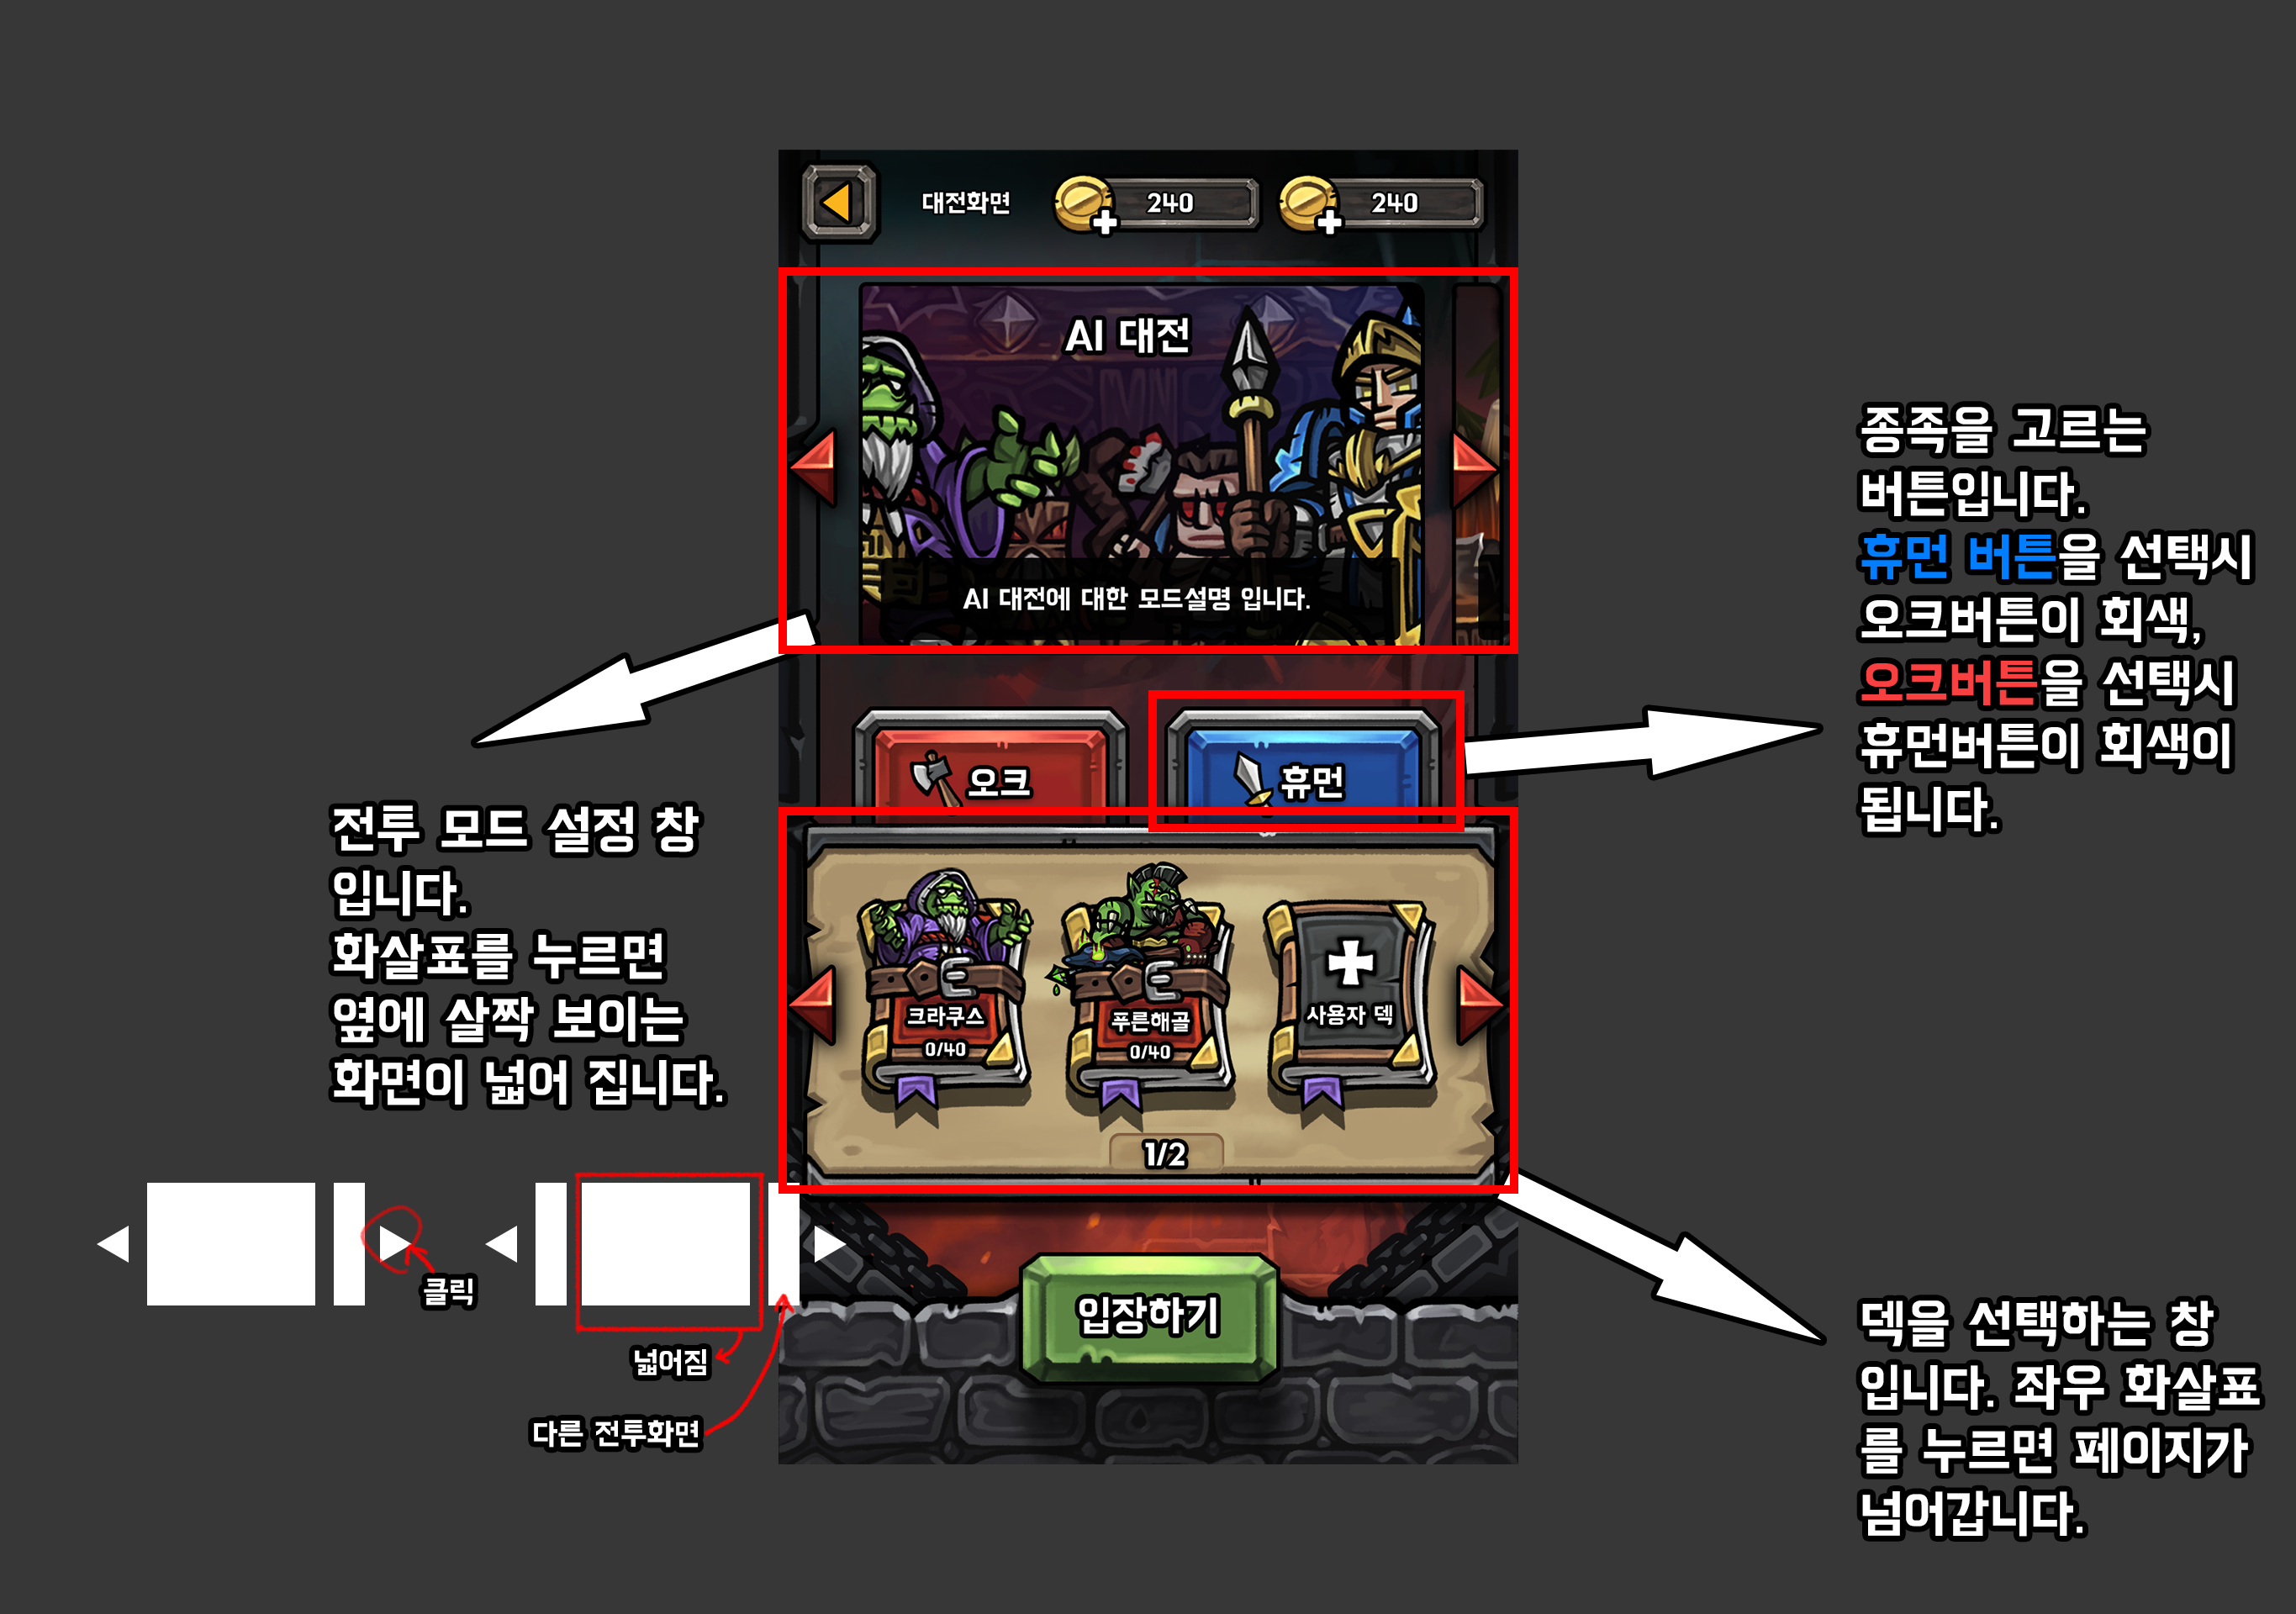 대전화면
240
240
AI 대전
AI 대전에 대한 모드설명 입니다.
오크
휴먼
크라쿠스
0/40
푸른해골
0/40
사용자 덱
1/2
입장하기
전투 모드 설정 창
입니다.
화살표를 누르면
옆에 살짝 보이는
화면이 넓어 집니다.
클릭
넓어짐
다른 전투화면
종족을 고르는
버튼입니다.
휴먼 버튼을 선택시
오크버튼이 회색,
오크버튼을 선택시
휴먼버튼이 회색이
됩니다.
덱을 선택하는 창
입니다. 좌우 화살표
를 누르면 페이지가
넘어갑니다.